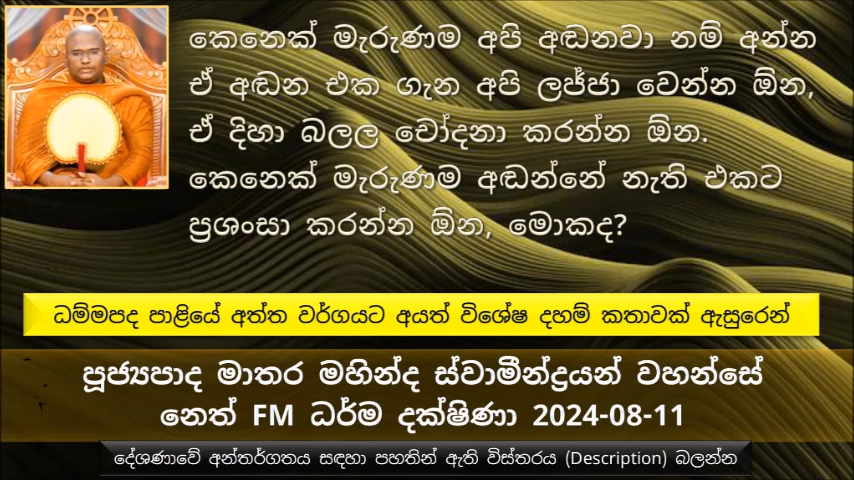 කෙනෙක් මැරුණම අපි අඬනවා නම් අන්න
ඒ අඬන එක ගැන අපි ලජ්ජා වෙන්න ඕන,
ඒ දිහා බලල චෝදනා කරන්න ඕන.
කෙනෙක් මැරුණම අඬන්නේ නැති එකට
ප්‍රශංසා කරන්න ඕන, මොකද?
ධම්මපද පාළියේ අත්ත වර්ගයට අයත් විශේෂ දහම් කතාවක් ඇසුරෙන්
පූජ්‍යපාද මාතර මහින්ද ස්වාමීන්ද්‍රයන් වහන්සේ
නෙත් FM ධර්ම දක්ෂිණා 2024-08-11
දේශණාවේ අන්තර්ගතය සඳහා පහතින් ඇති විස්තරය (Description) බලන්න